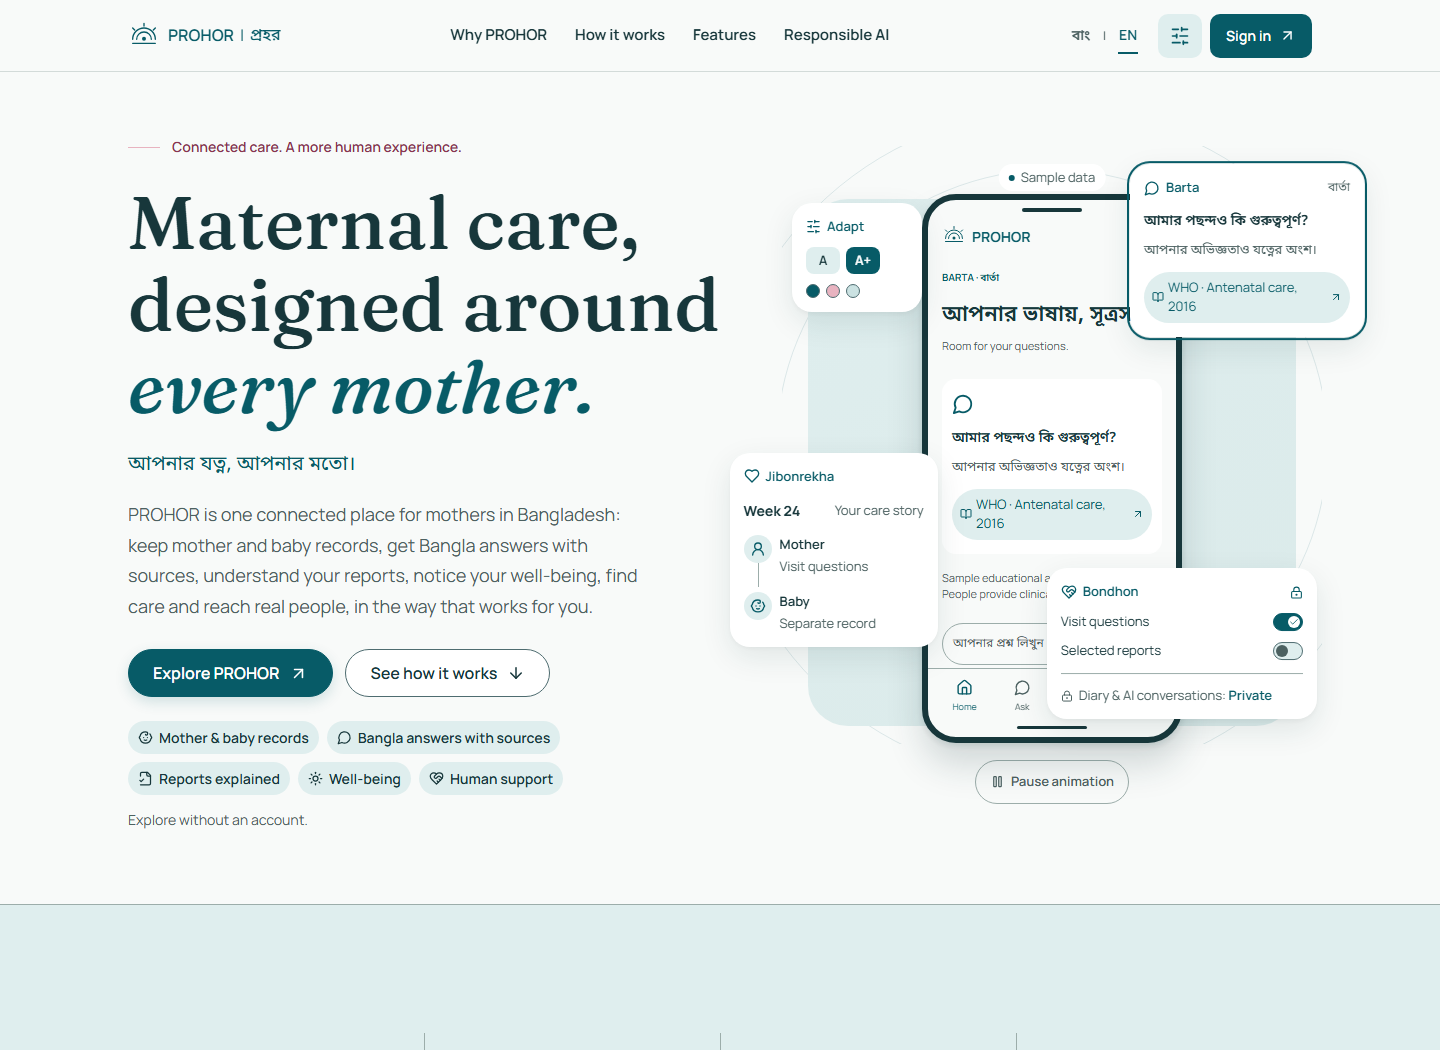 PROHOR | প্রহর
Why PROHOR
How it works
Features
Responsible AI
বাং | EN
Sign in
Connected care. A more human experience.
Maternal care,
designed around
every mother.
আপনার যত্ন, আপনার মতো।
PROHOR is one connected place for mothers in Bangladesh:
keep mother and baby records, get Bangla answers with
sources, understand your reports, notice your well-being, find
care and reach real people, in the way that works for you.
Explore PROHOR
See how it works
Mother & baby records
Bangla answers with sources
Reports explained
Well-being
Human support
Explore without an account.
Sample data
Adapt
A
A+
PROHOR
BARTA · বার্তা
আপনার ভাষায়,
Room for your questions.
আমার পছন্দও কি গুরুত্বপূর্ণ?
আপনার অভিজ্ঞতাও যত্নের অংশ।
WHO · Antenatal care,
2016
Sample educational
People provide
আপনার প্রশ্ন লিখুন
Home
Ask
Barta
বার্তা
আমার পছন্দও কি গুরুত্বপূর্ণ?
আপনার অভিজ্ঞতাও যত্নের অংশ।
WHO · Antenatal care,
2016
Jibonrekha
Week 24
Your care story
Mother
Visit questions
Baby
Separate record
Bondhon
Visit questions
Selected reports
Diary & AI conversations: Private
Pause animation